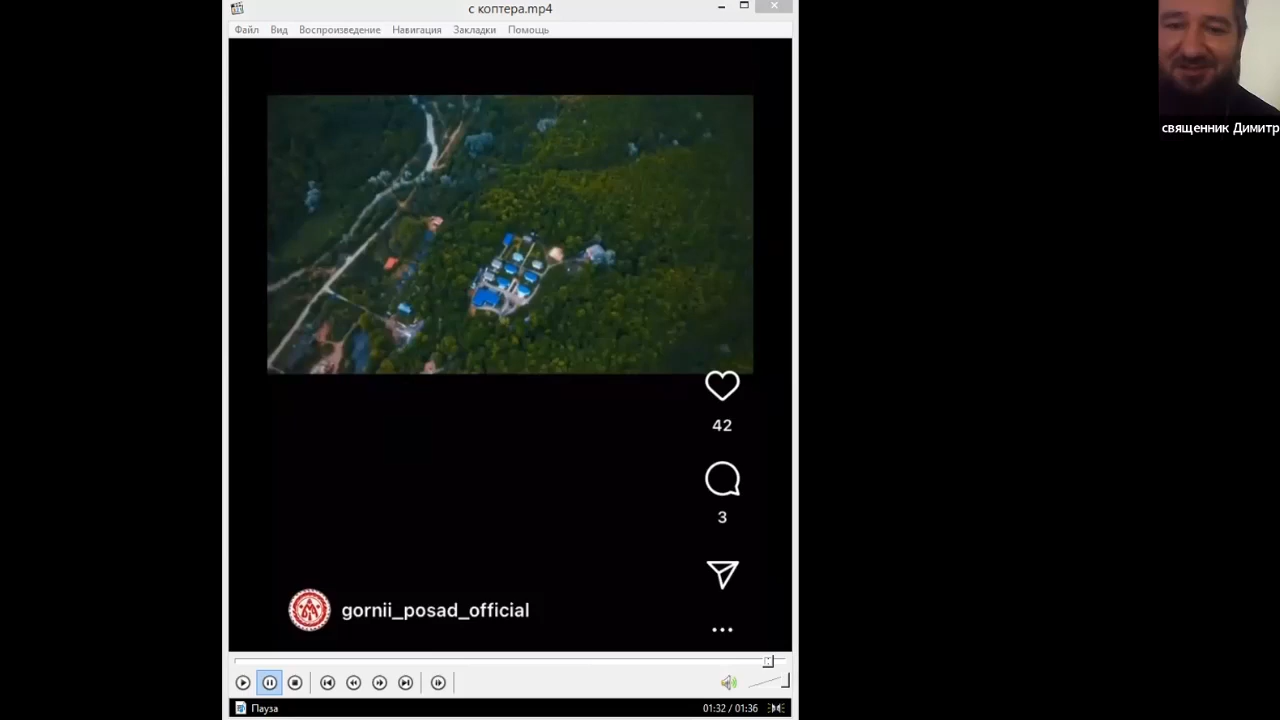 с коптера.mp4
Файл Вид Воспроизведение Навигация Закладки Помощь
священник Димитр
42
3
gornii_posad_official
Пауза
01:32 / 01:36